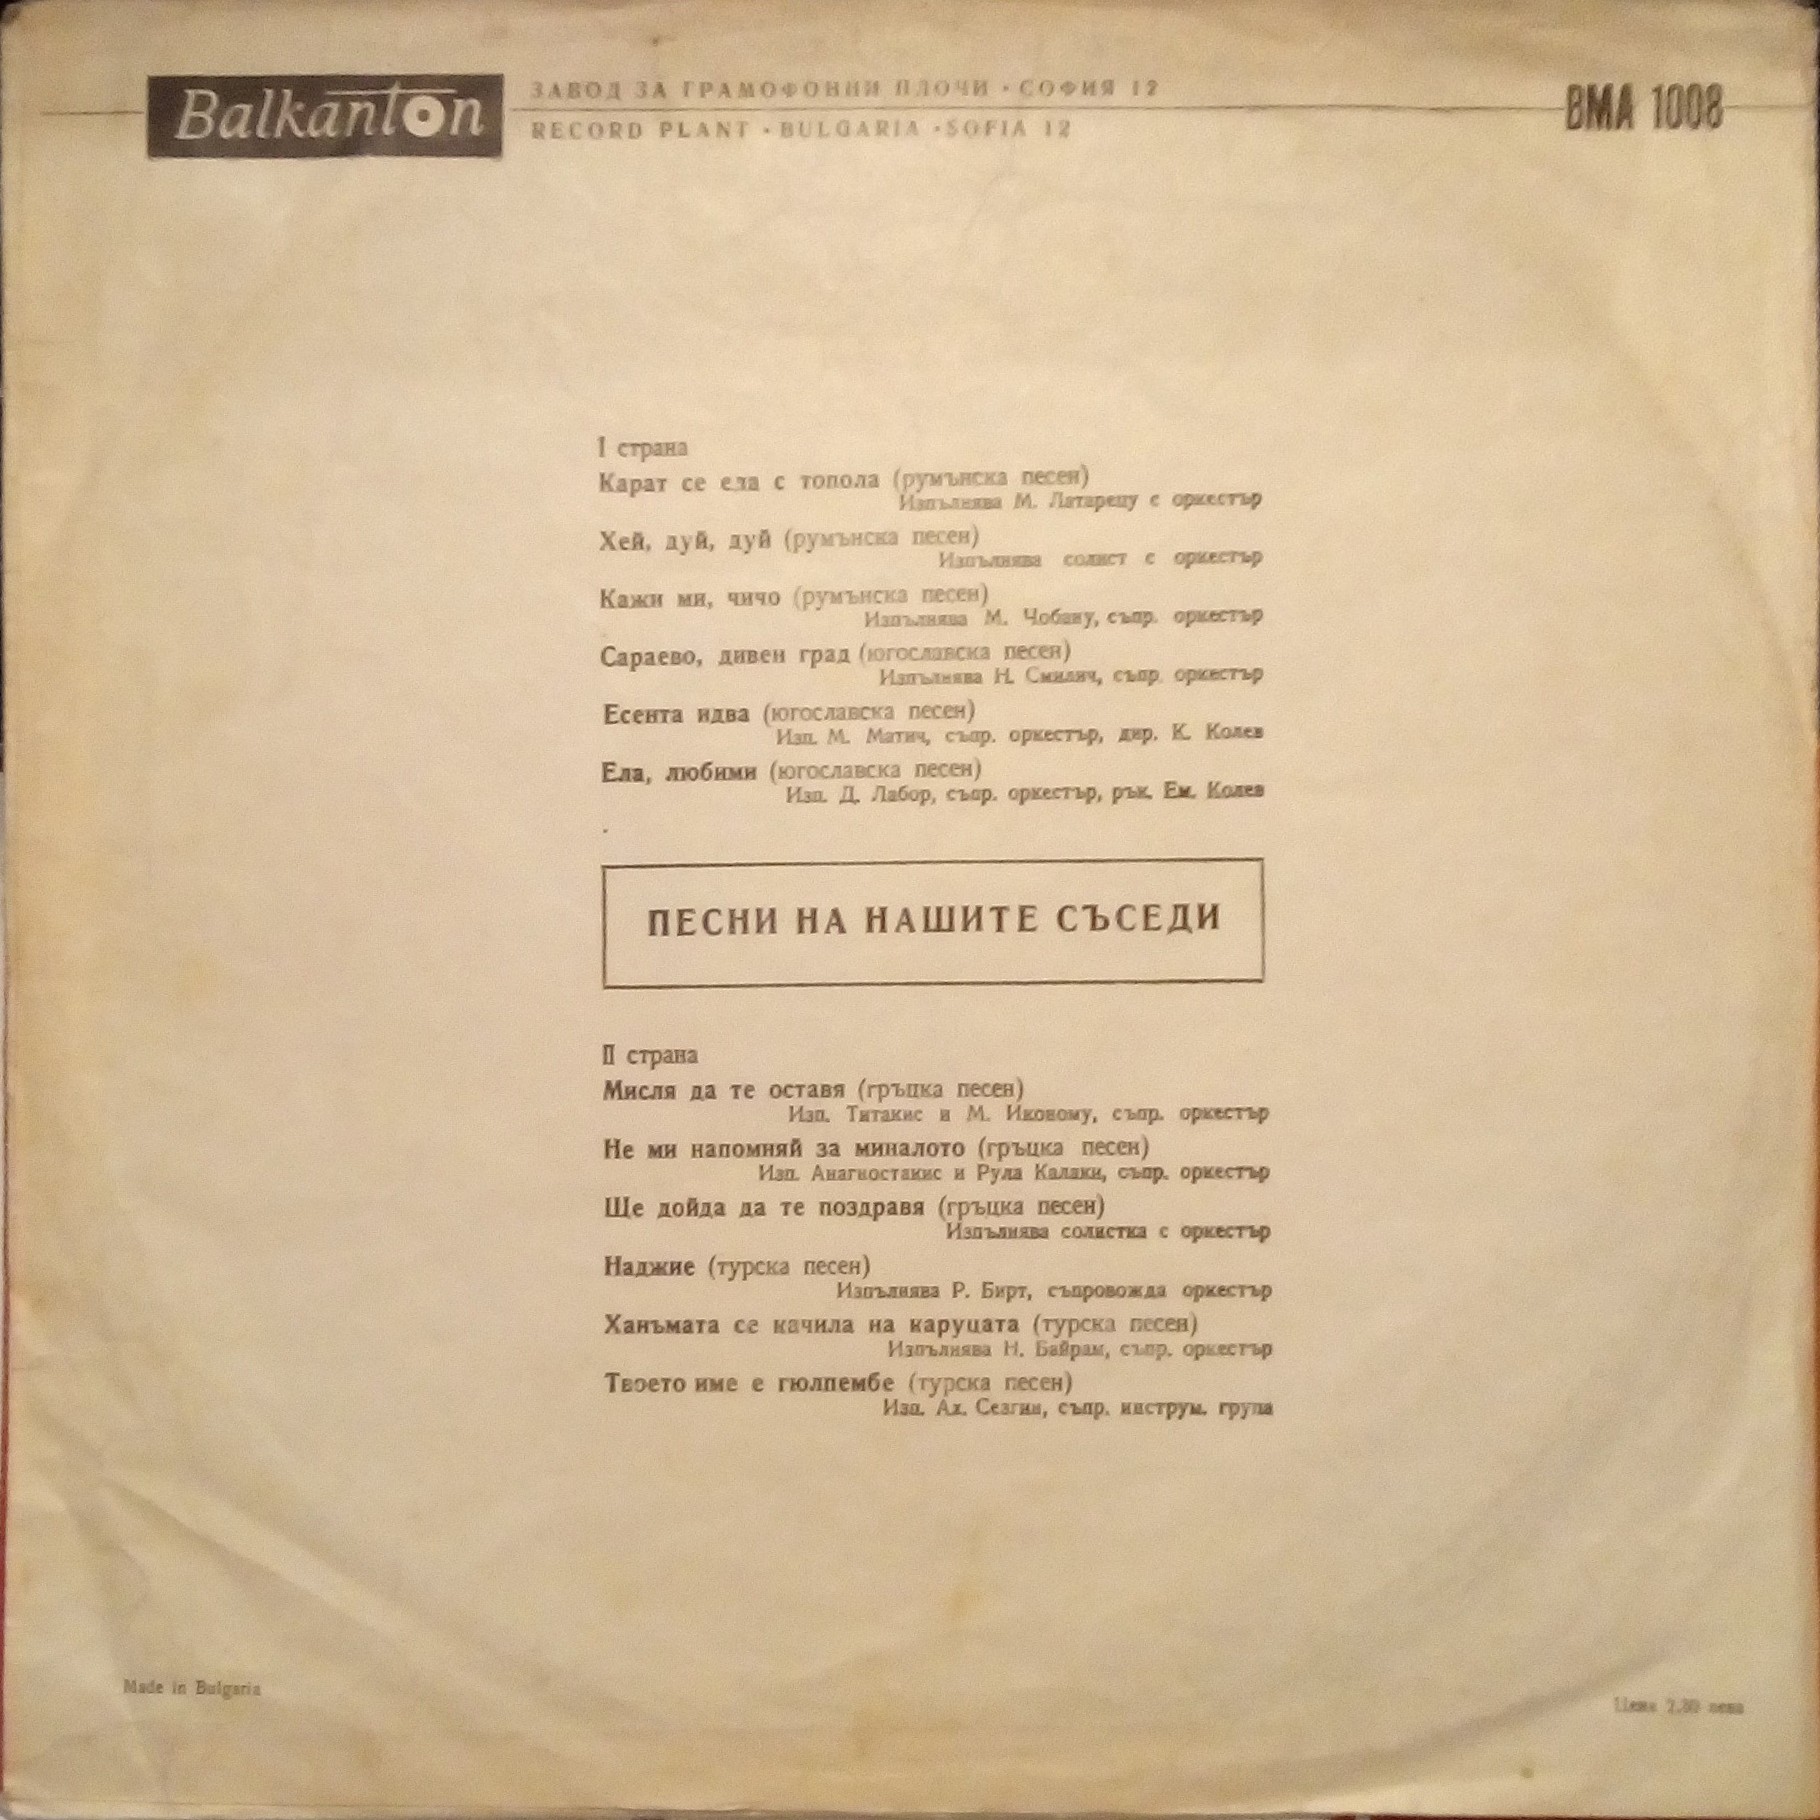 Balkanton
ЗАВОД ЗА ГРАМОФОННИ ПЛОЧИ • СОФИЯ 12
RECORD PLANT • BULGARIA • SOFIA 12
ВМА 1008
I страна
Карат се ела с топола (румънска песен)
Изпълнява М. Латарецу с оркестър
Хей, дуй, дуй (румънска песен)
Изпълнява солист с оркестър
Кажи ми, чичо (румънска песен)
Изпълнява М. Чобану, съпр. оркестър
Сараево, дивен град (югославска песен)
Изпълнява Н. Смилич, съпр. оркестър
Есента идва (югославска песен)
Изп. М. Матич, съпр. оркестър, дир. К. Колев
Ела, любими (югославска песен)
Изп. Д. Лабор, съпр. оркестър, рък. Ем. Колев
ПЕСНИ НА НАШИТЕ СЪСЕДИ
II страна
Мисля да те оставя (гръцка песен)
Изп. Титакис и М. Иконому, съпр. оркестър
Не ми напомняй за миналото (гръцка песен)
Изп. Анагностакис и Рула Калаки, съпр. оркестър
Ще дойда да те поздравя (гръцка песен)
Изпълнява солистка с оркестър
Наджие (турска песен)
Изпълнява Р. Бирт, съпровожда оркестър
Ханъмата се качила на каруцата (турска песен)
Изпълнява Н. Байрам, съпр. оркестър
Твоето име е гюлпембе (турска песен)
Изп. Ах. Сезгин, съпр. инструм. група
Made in Bulgaria
Цена лева